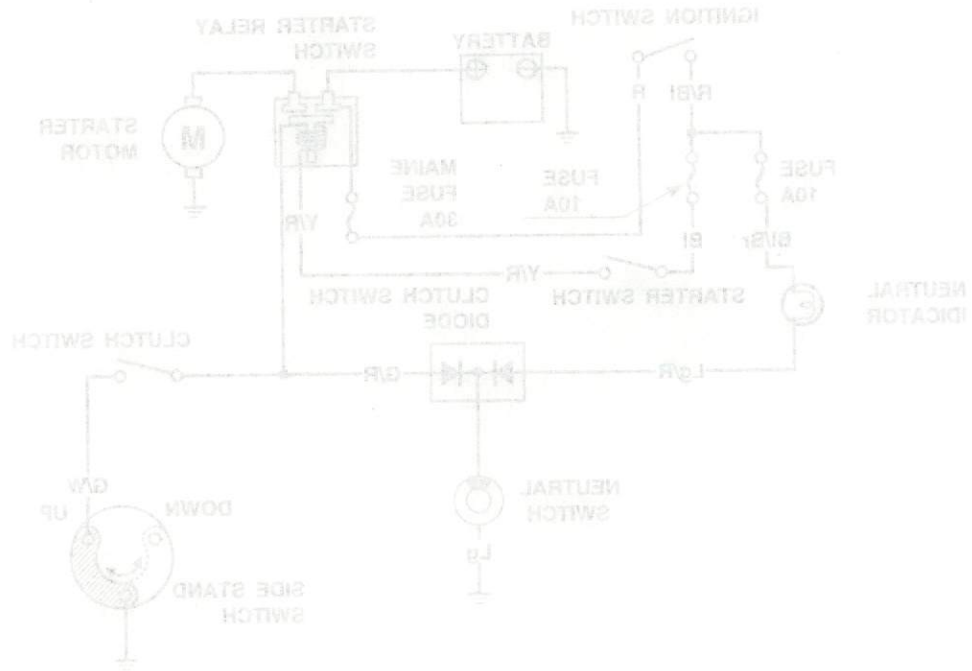 IGNITION SWITCH
STARTER RELAY
SWITCH
BATTERY
R
R/Bl
STARTER
MOTOR
M
MAINE
FUSE
30A
FUSE
10A
FUSE
10A
Y/R
Bl
Bl/Br
Y/R
STARTER SWITCH
CLUTCH SWITCH
DIODE
NEUTRAL
IDICATOR
CLUTCH SWITCH
G/R
Lg/R
G/W
UP
DOWN
NEUTRAL
SWITCH
Lg
SIDE STAND
SWITCH